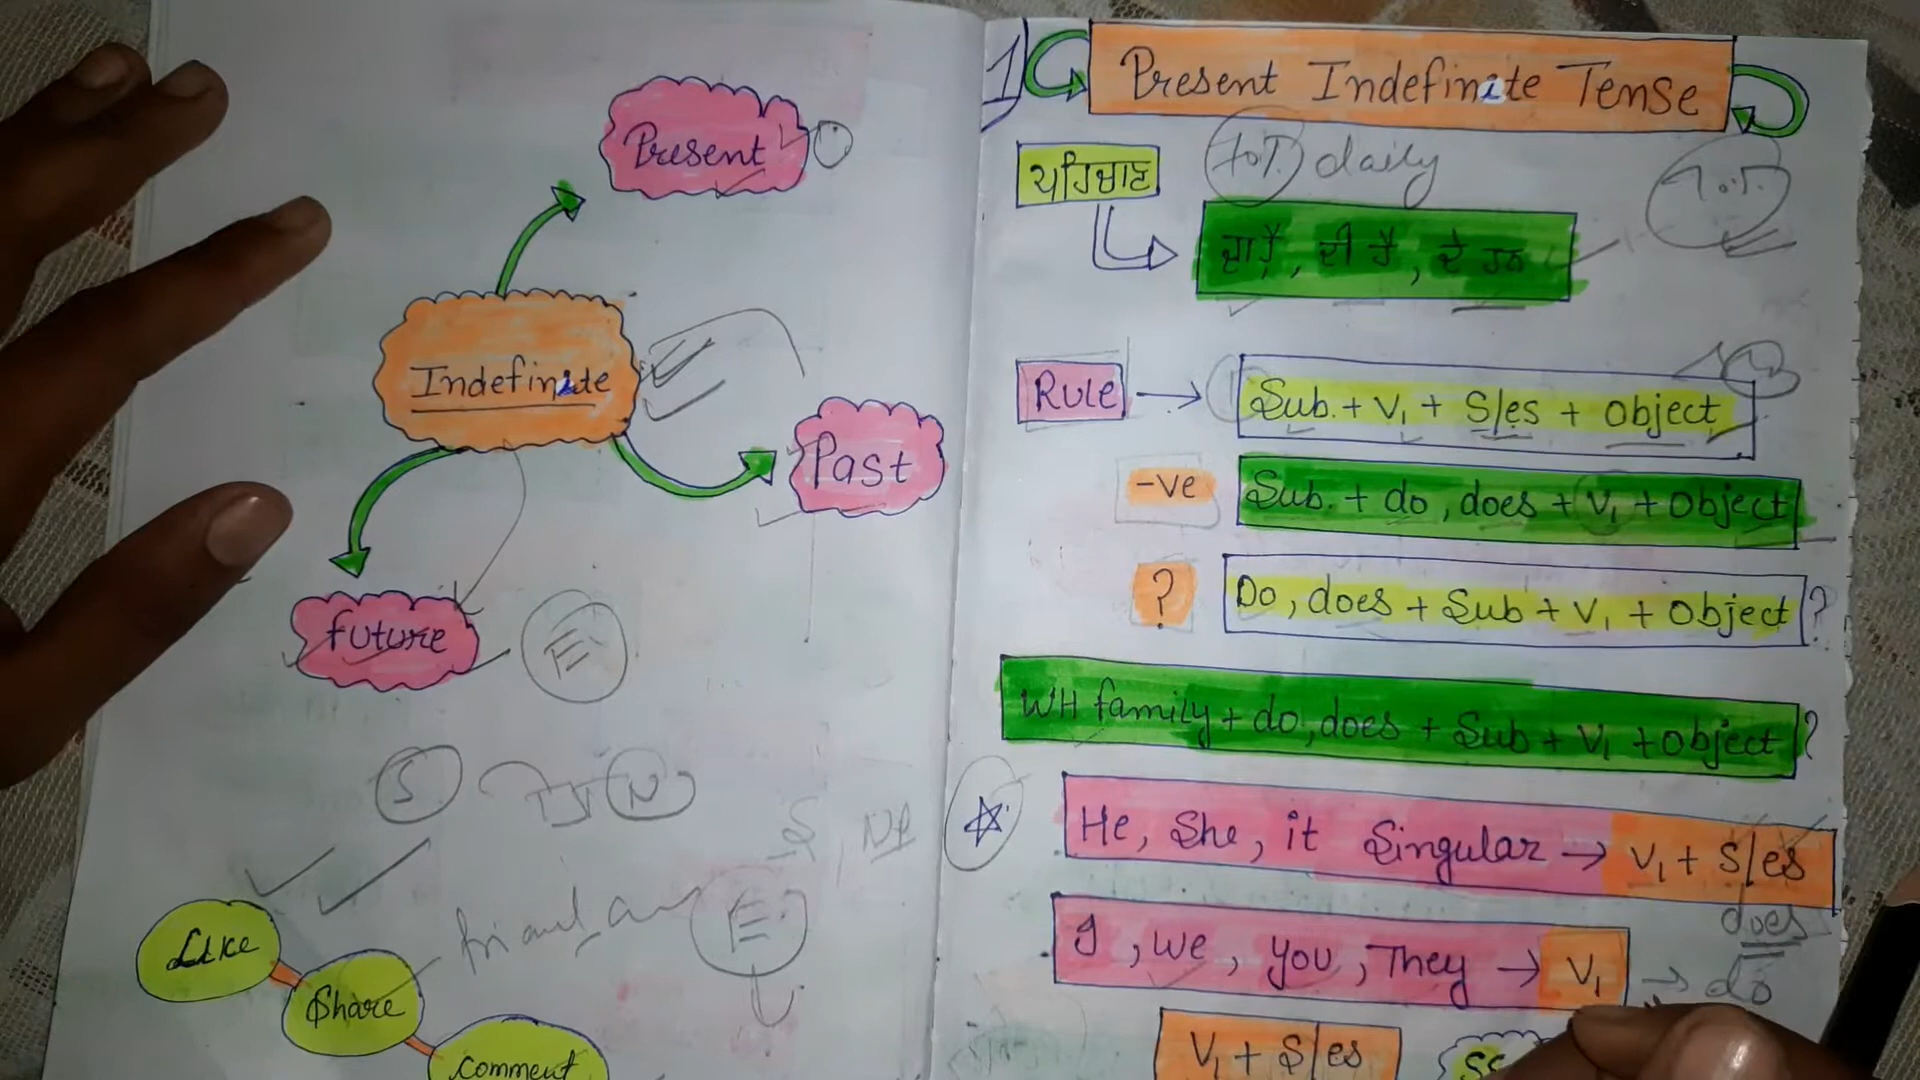 Present
Indefinite
Past
future
S
N
E
Like
Share
comment
1
Present Indefinite Tense
ਪਹਿਚਾਣ
daily
ਦਾ ਹੈ, ਦੀ ਹੈ, ਦੇ ਹਨ
Rule → Sub. + V1 + S/es + object
-ve Sub. + do, does + V1 + Object
? Do, does + Sub + V1 + Object ?
WH family + do, does + Sub + V1 + object ?
He, She, it Singular → V1 + S/es
does
I, we, you, They → V1 → do
V1 + S/es